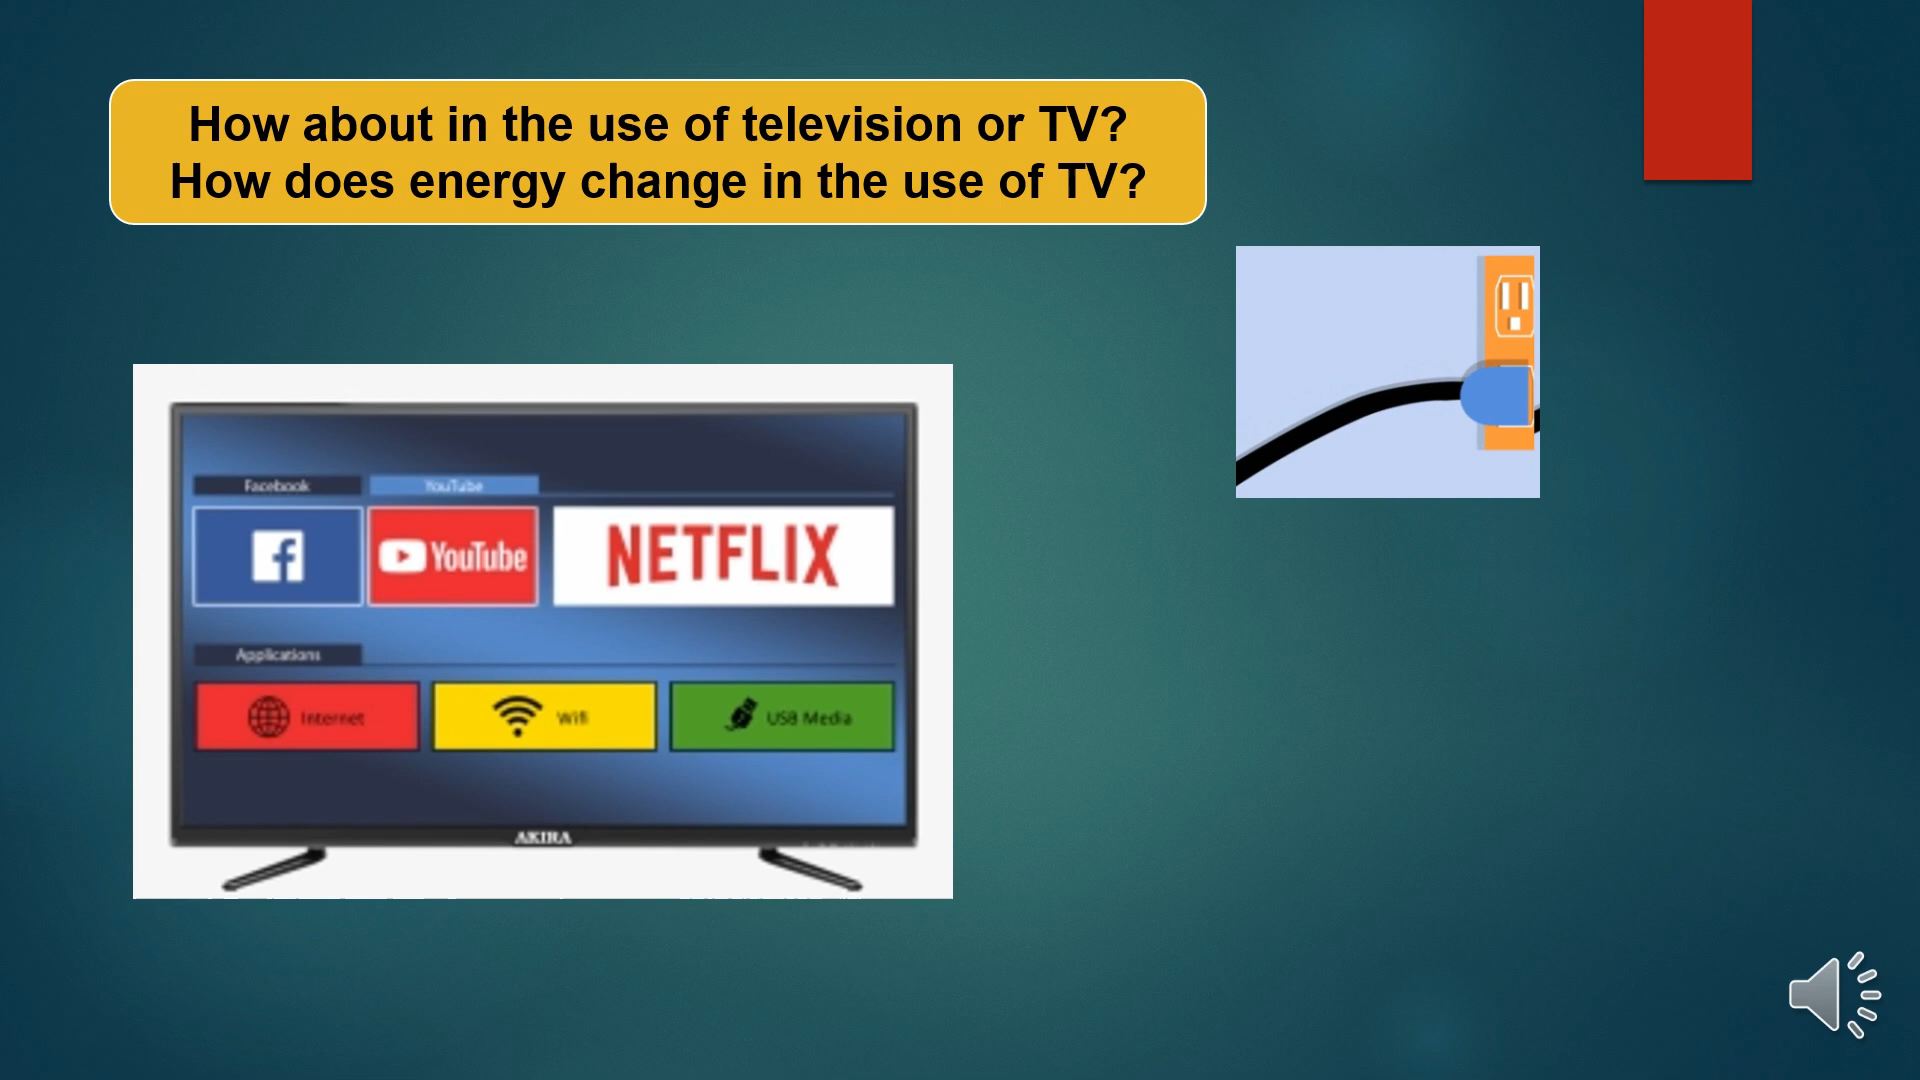 How about in the use of television or TV?
How does energy change in the use of TV?
Facebook
YouTube
f
YouTube
NETFLIX
Applications
Internet
Wifi
USB Media
AKIRA